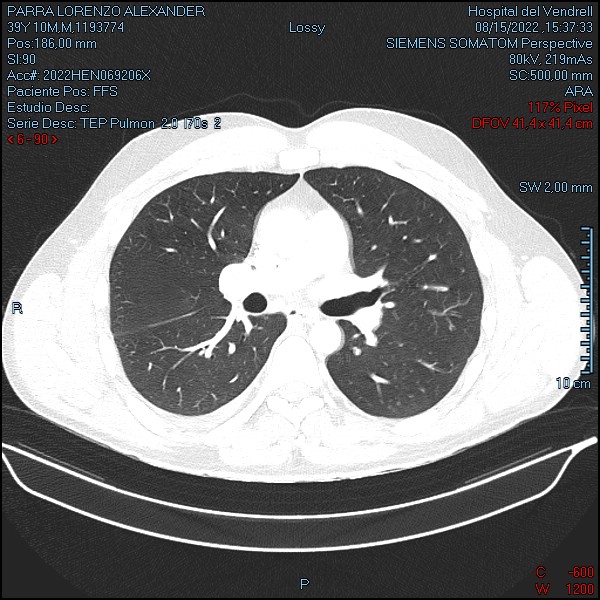 PARRA LORENZO ALEXANDER
39Y 10M,M,1193774
Pos:186,00 mm
SI:90
Acc#: 2022HEN069206X
Paciente Pos: FFS
Estudio Desc:
Serie Desc: TEP Pulmon 2.0 I70s 2
<6 - 90>
Lossy
Hospital del Vendrell
08/15/2022 ,15:37:33
SIEMENS SOMATOM Perspective
80kV, 219mAs
SC:500,00 mm
ARA
117% Pixel
DFOV 41,4 x 41,4 cm
SW 2,00 mm
R
10 cm
P
C -600
W 1200